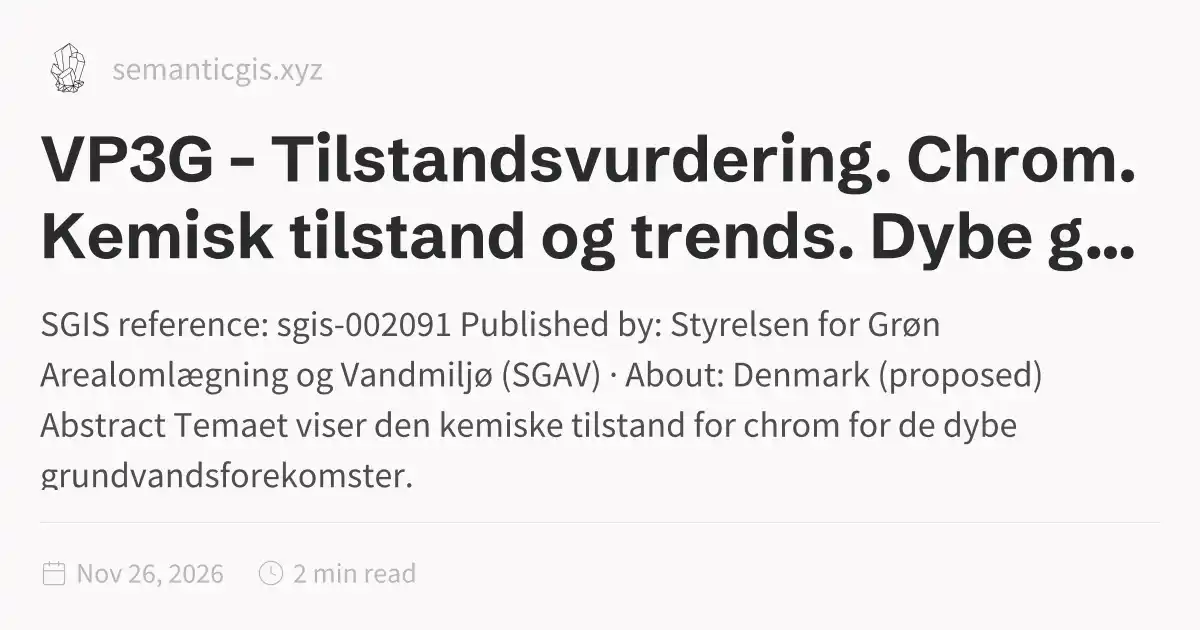 semanticgis.xyz
VP3G - Tilstandsvurdering. Chrom.
Kemisk tilstand og trends. Dybe g...
SGIS reference: sgis-002091 Published by: Styrelsen for Grøn
Arealomlægning og Vandmiljø (SGAV) · About: Denmark (proposed)
Abstract Temaet viser den kemiske tilstand for chrom for de dybe
grundvandsforekomster.
Nov 26, 2026 2 min read